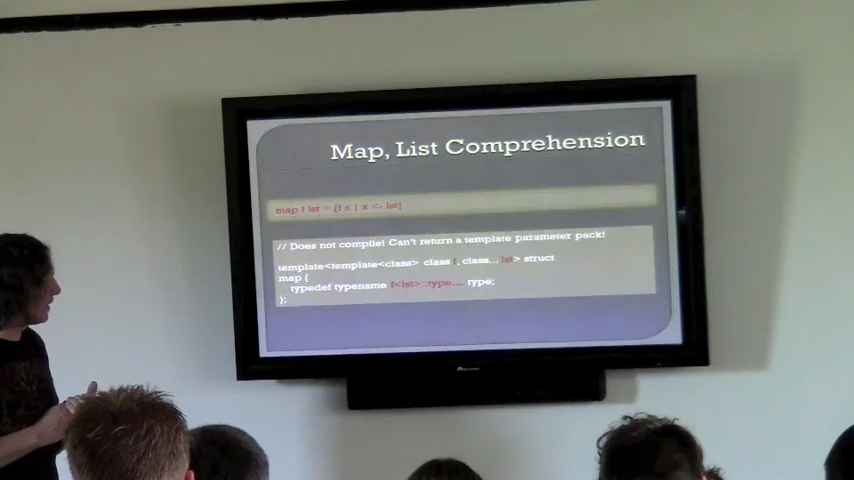 Map, List Comprehension
map f lst = [f x | x <- lst]
// Does not compile! Can't return a template parameter pack!
template<template<class> class f, class... lst> struct
map {
typedef typename f<lst>::type... type;
};